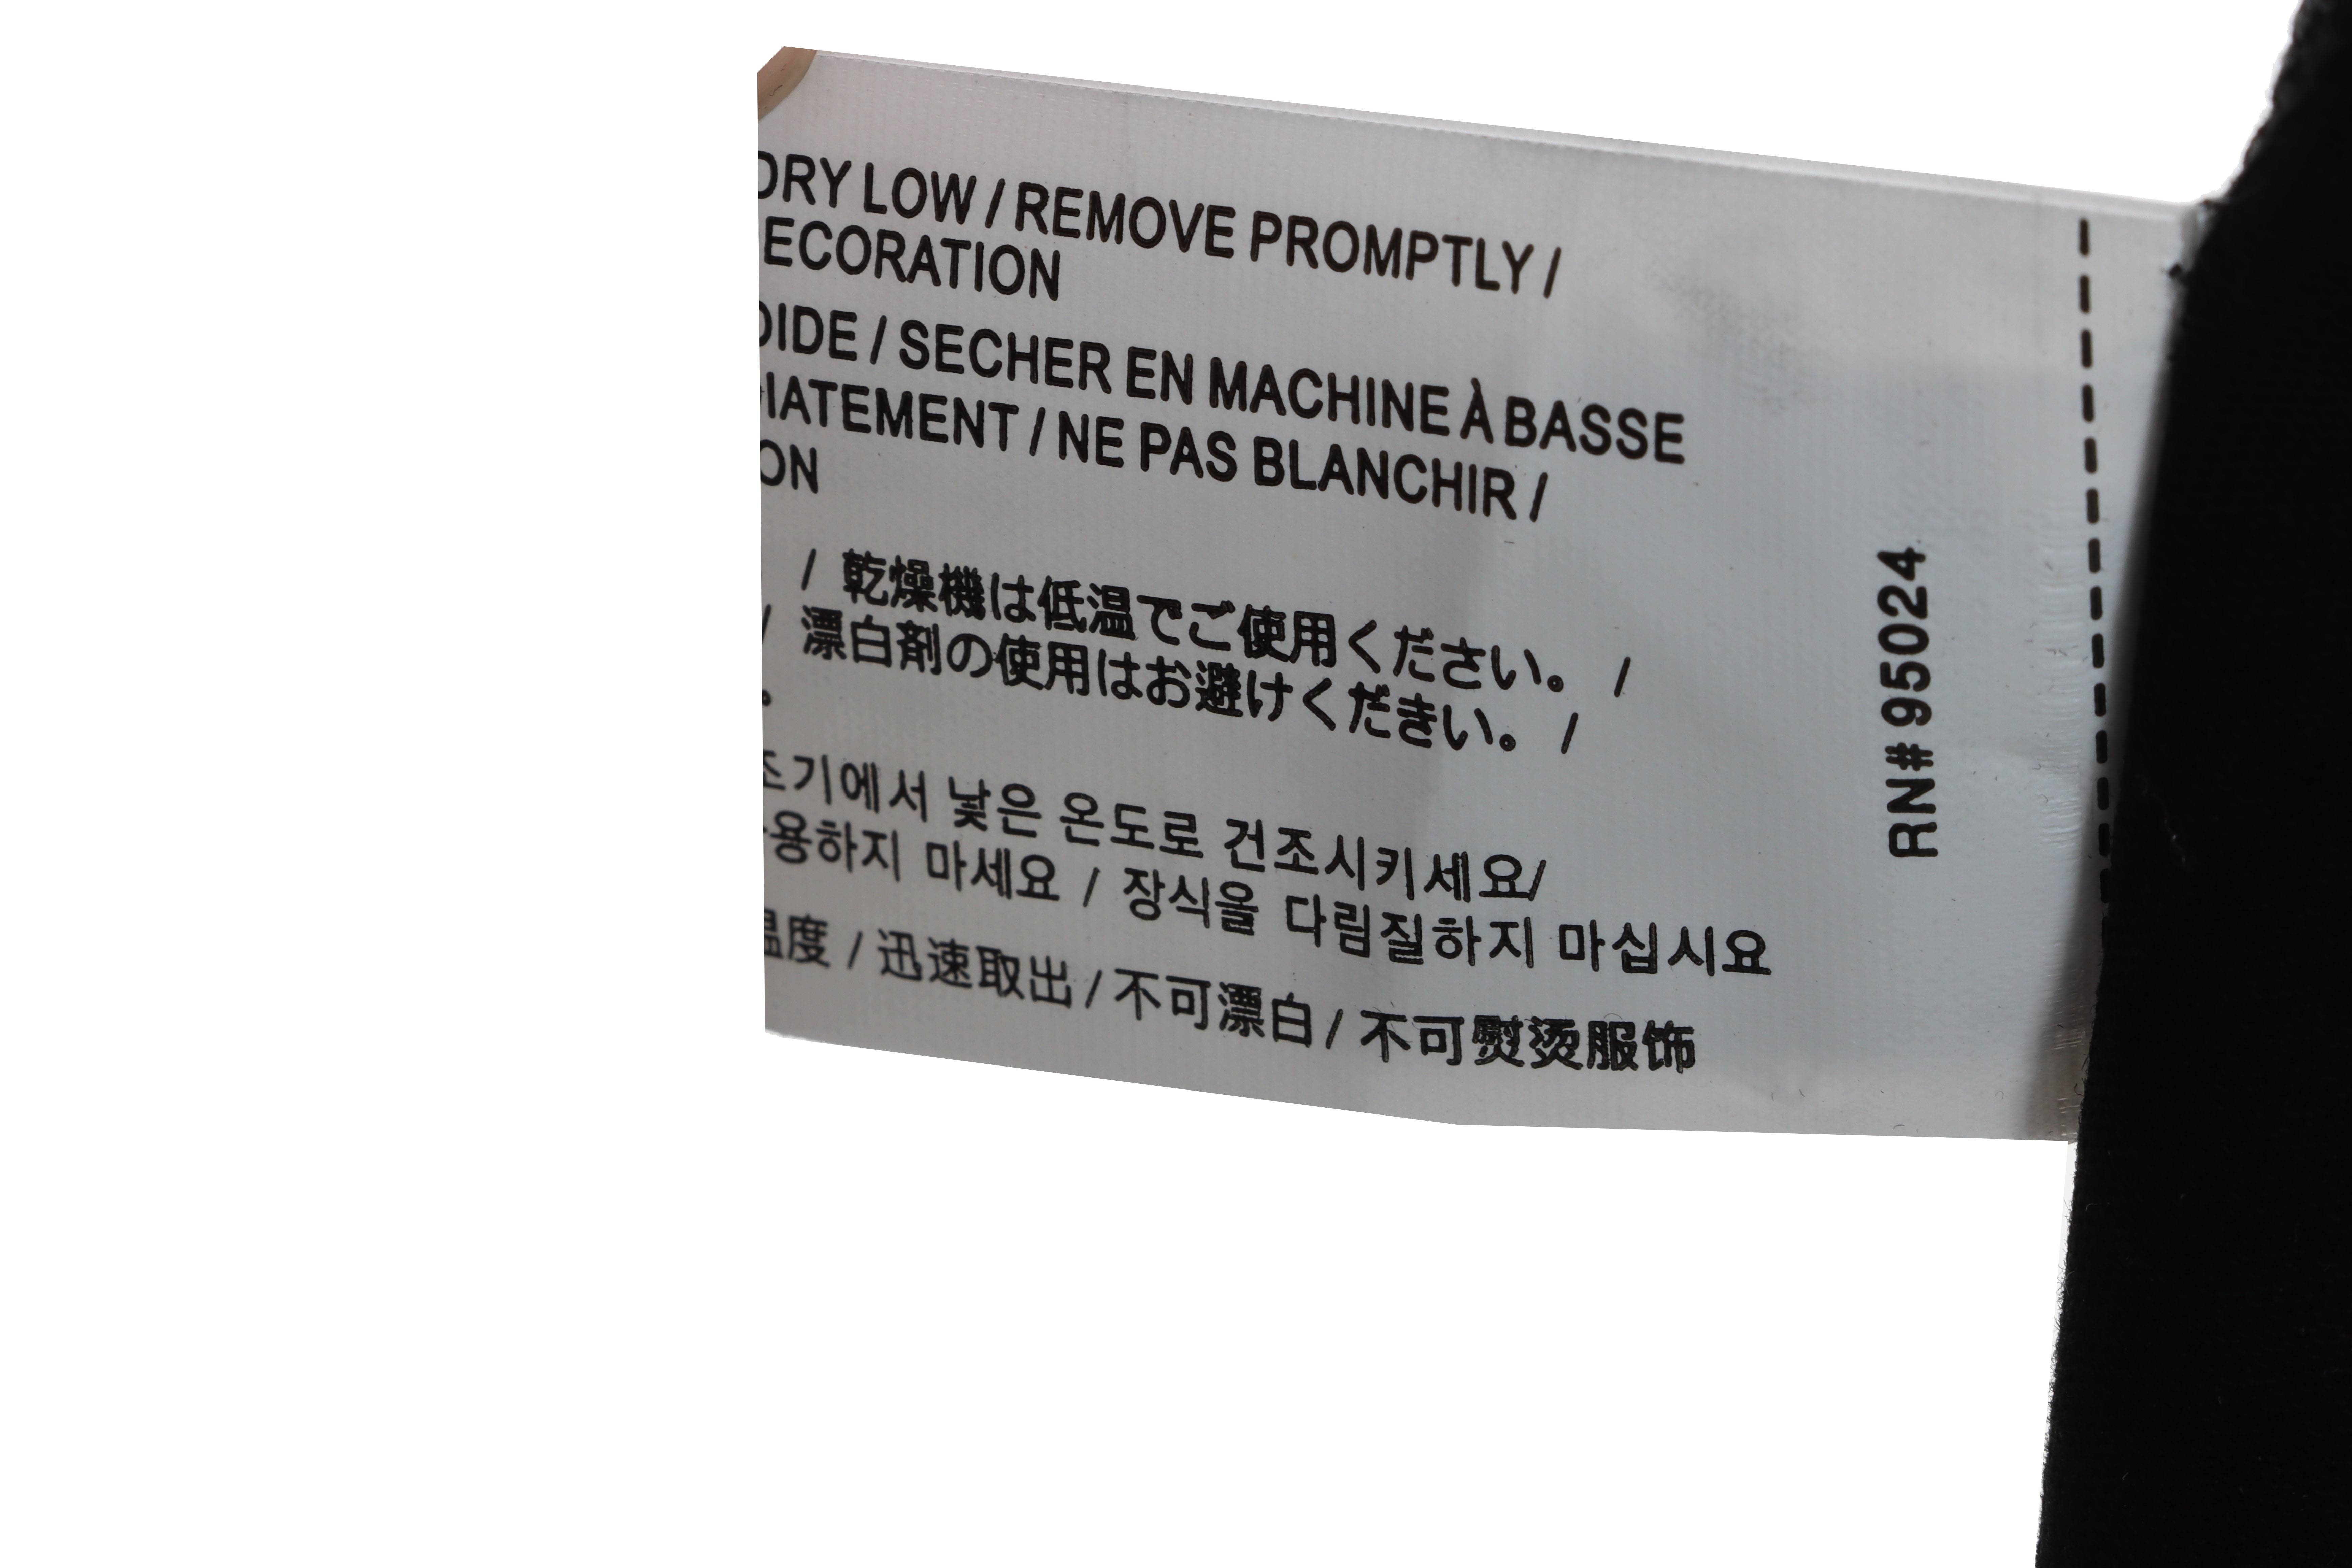 DRY LOW / REMOVE PROMPTLY /
ECORATION
OIDE / SECHER EN MACHINE À BASSE
IATEMENT / NE PAS BLANCHIR /
ON
/ 乾燥機は低温でご使用ください。 /
/ 漂白剤の使用はお避けください。 /
。
조기에서 낮은 온도로 건조시키세요/
용하지 마세요 / 장식을 다림질하지 마십시요
温度 / 迅速取出 / 不可漂白 / 不可熨烫服饰
RN# 95024